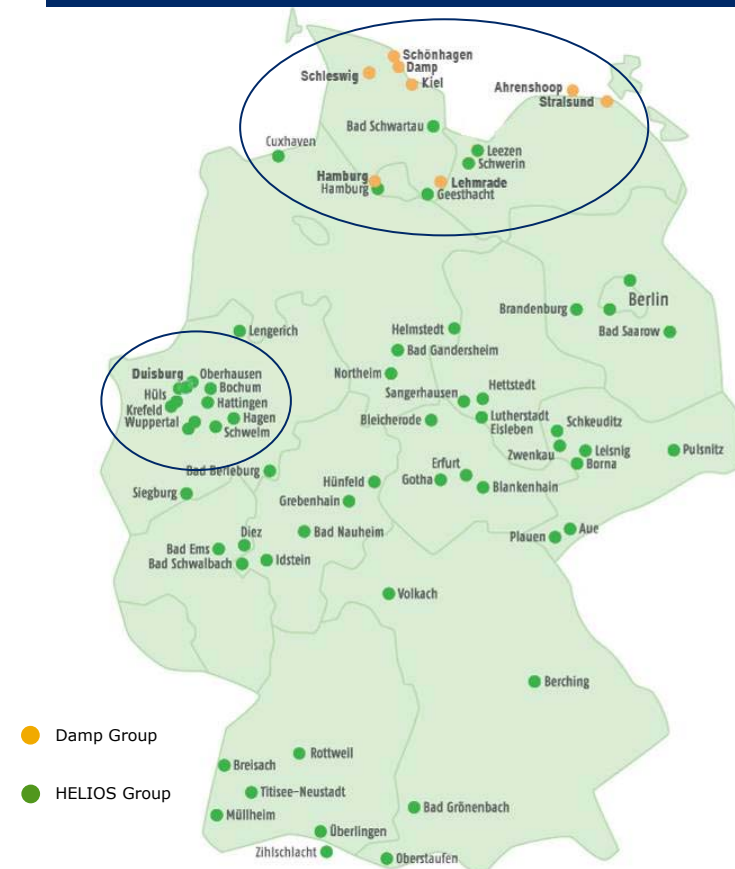 Schönhagen
Damp
Schleswig
Kiel
Ahrenshoop
Stralsund
Bad Schwartau
Cuxhaven
Leezen
Schwerin
Hamburg
Hamburg
Lehmrade
Geesthacht
Berlin
Brandenburg
Bad Saarow
Lengerich
Helmstedt
Bad Gandersheim
Northeim
Duisburg
Oberhausen
Bochum
Hüls
Krefeld
Hattingen
Wuppertal
Hagen
Schwelm
Sangerhausen
Hettstedt
Bleicherode
Lutherstadt
Eisleben
Schkeuditz
Zwenkau
Leisnig
Borna
Pulsnitz
Bad Berleburg
Siegburg
Hünfeld
Grebenhain
Erfurt
Gotha
Blankenhain
Diez
Bad Nauheim
Plauen
Aue
Bad Ems
Bad Schwalbach
Idstein
Volkach
Berching
Damp Group
HELIOS Group
Rottweil
Breisach
Titisee-Neustadt
Müllheim
Bad Grönenbach
Überlingen
Zihlschlacht
Oberstaufen